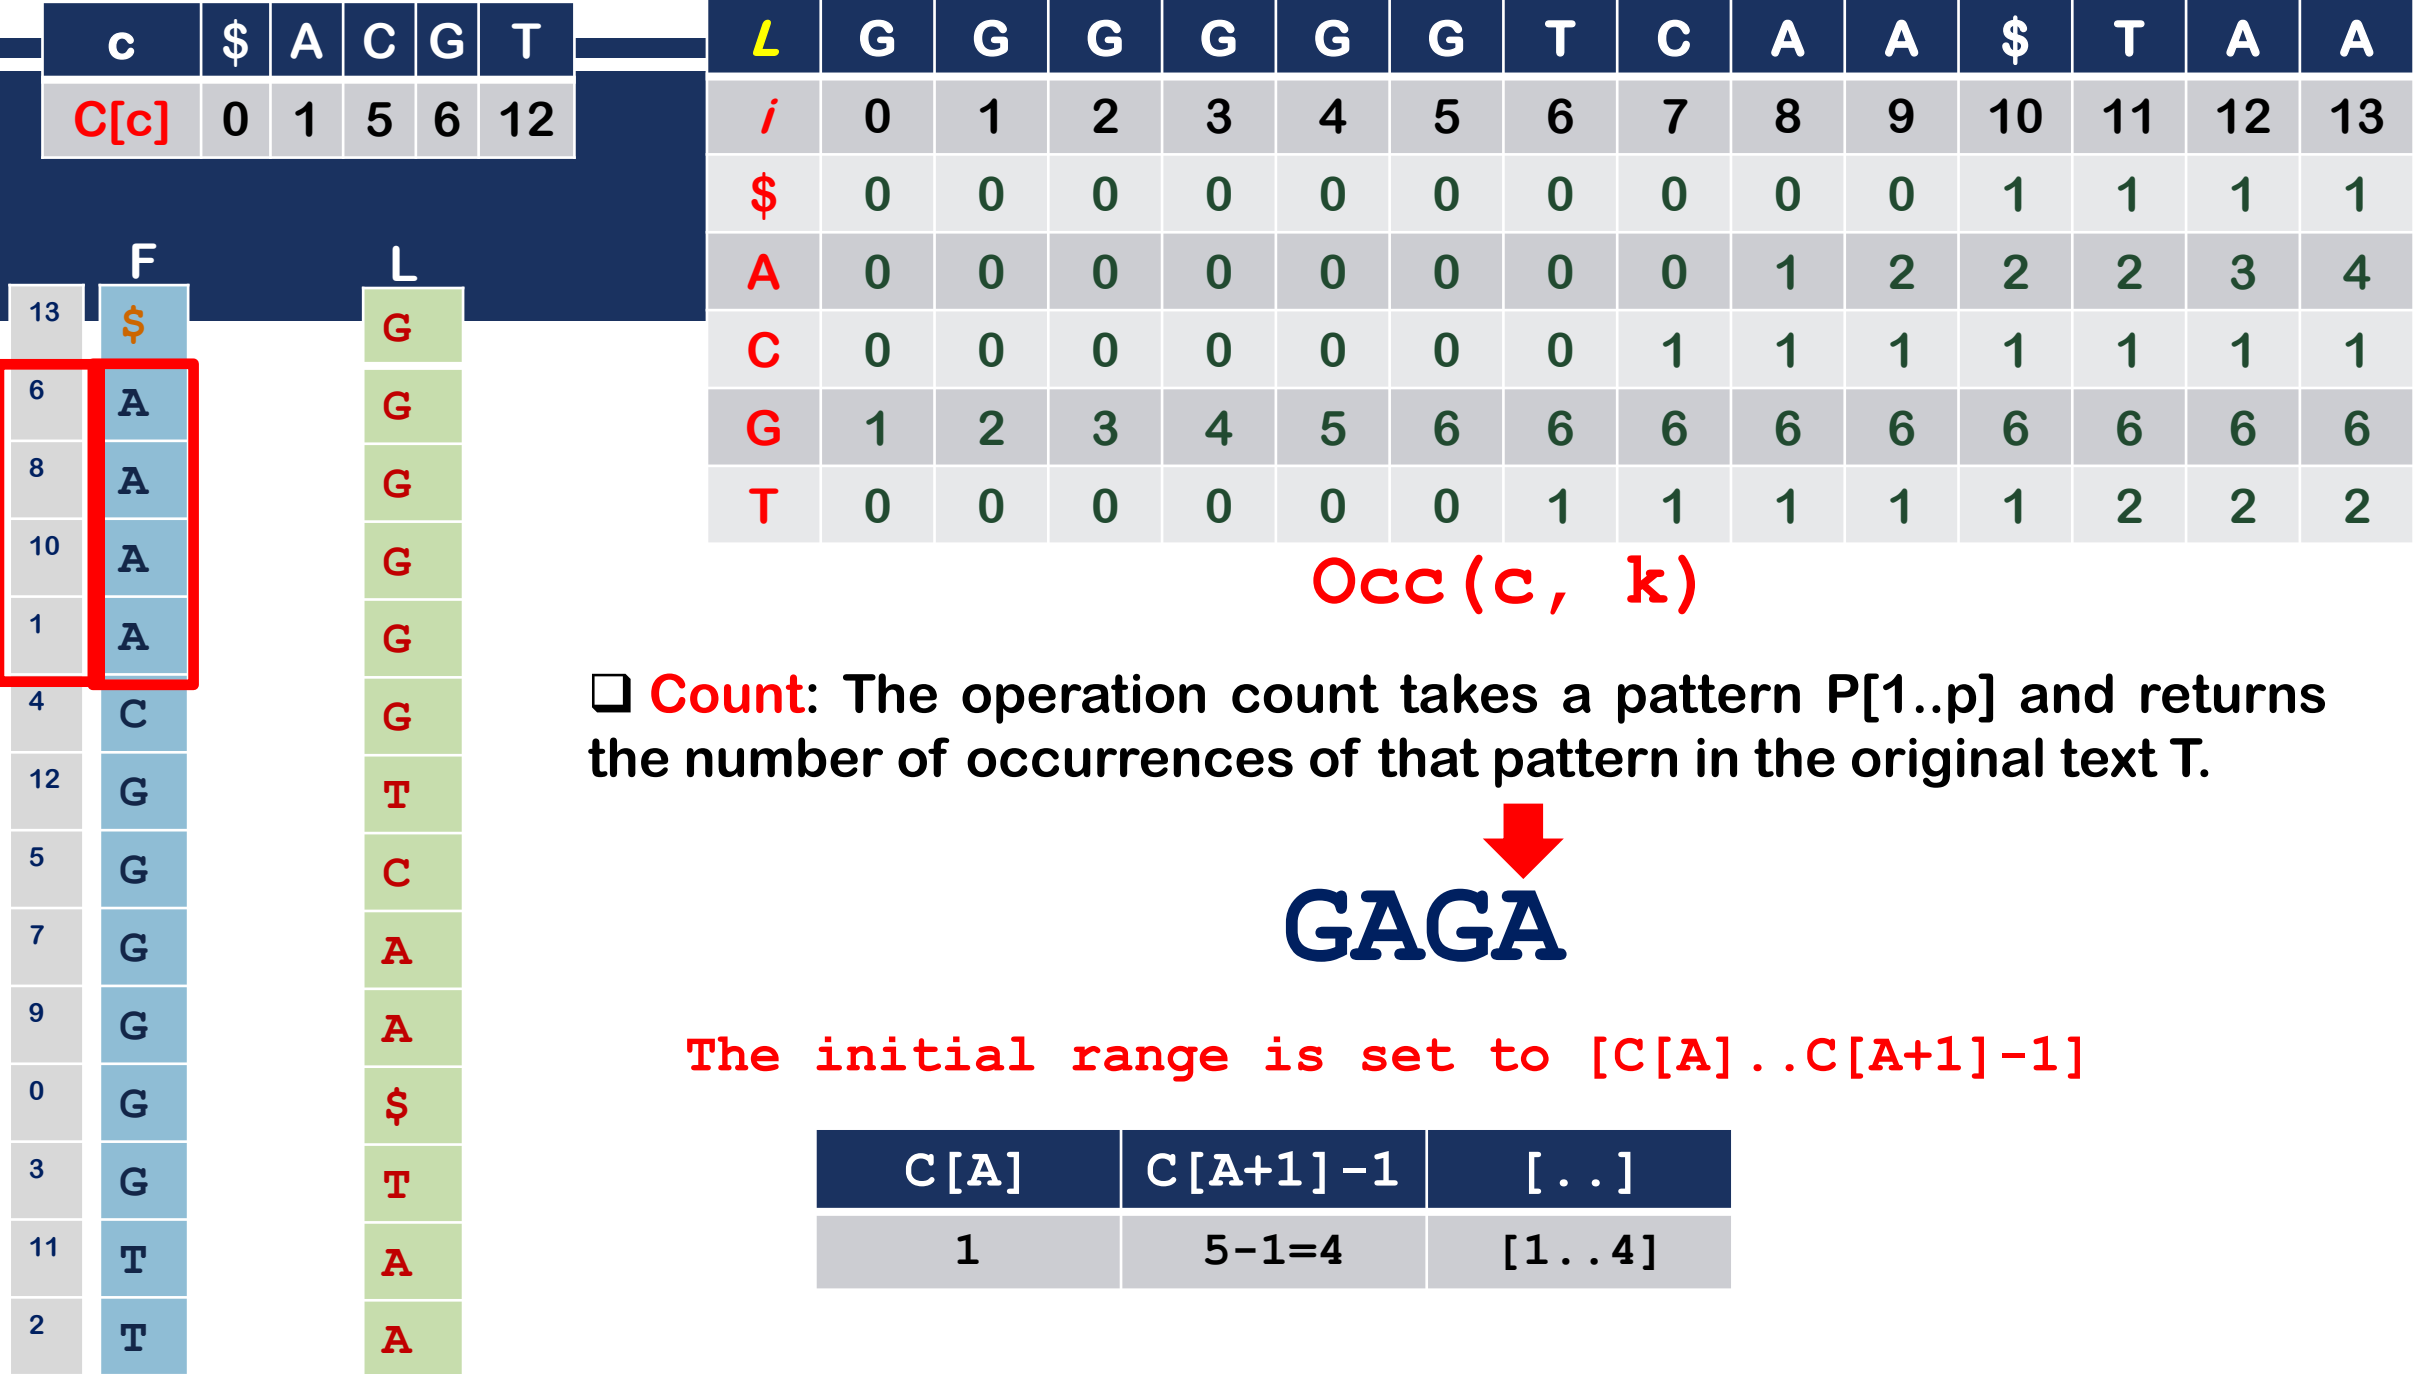 c $ A C G T
C[c] 0 1 5 6 12
L G G G G G G T C A A $ T A A
i 0 1 2 3 4 5 6 7 8 9 10 11 12 13
$ 0 0 0 0 0 0 0 0 0 0 1 1 1 1
A 0 0 0 0 0 0 0 0 1 2 2 2 3 4
C 0 0 0 0 0 0 0 1 1 1 1 1 1 1
G 1 2 3 4 5 6 6 6 6 6 6 6 6 6
T 0 0 0 0 0 0 1 1 1 1 1 2 2 2
Occ(c, k)
F L
13 $ G
6 A G
8 A G
10 A G
1 A G
4 C G
12 G T
5 G C
7 G A
9 G A
0 G $
3 G T
11 T A
2 T A
❑ Count: The operation count takes a pattern P[1..p] and returns
the number of occurrences of that pattern in the original text T.
GAGA
The initial range is set to [C[A]..C[A+1]-1]
C[A] C[A+1]-1 [..]
1 5-1=4 [1..4]